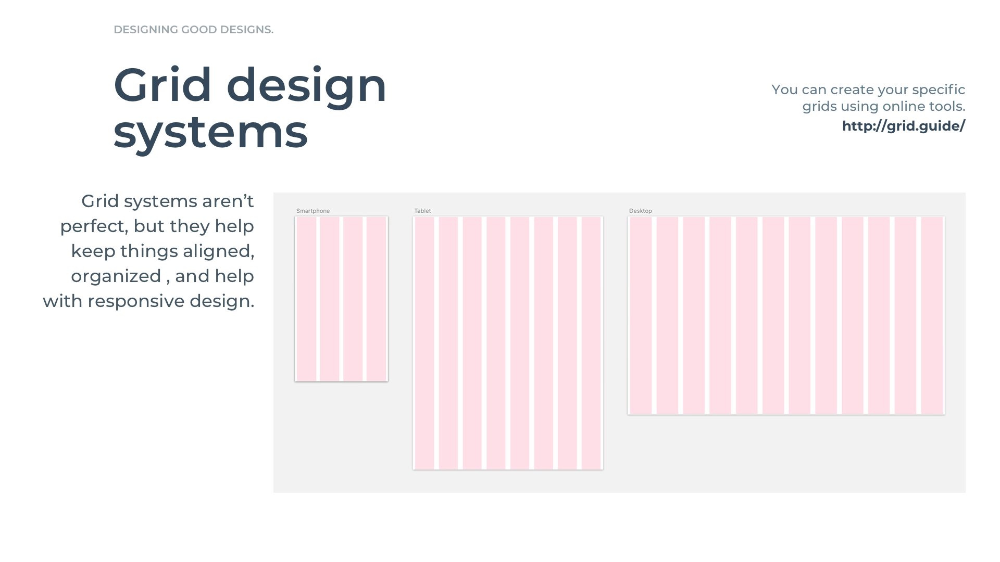 DESIGNING GOOD DESIGNS.
Grid design
systems
You can create your specific
grids using online tools.
http://grid.guide/
Grid systems aren’t
perfect, but they help
keep things aligned,
organized , and help
with responsive design.
Smartphone
Tablet
Desktop